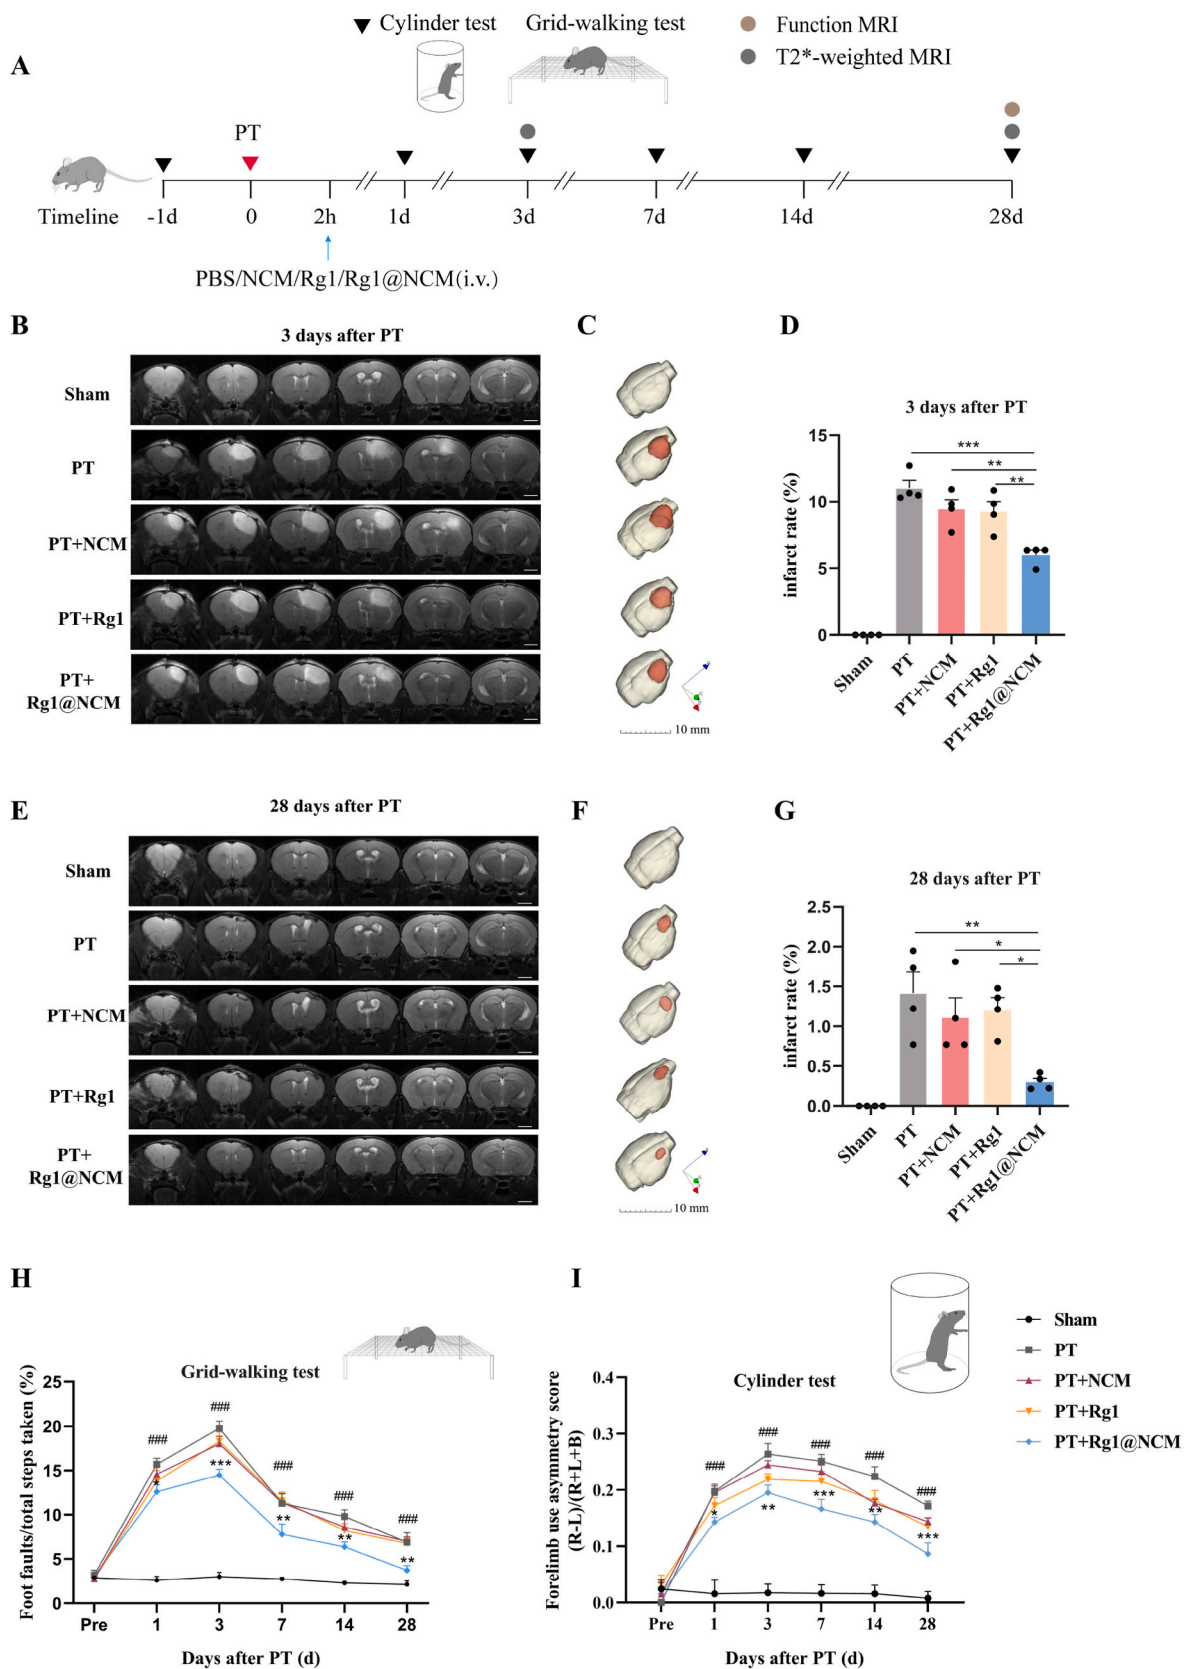 Cylinder test
Grid-walking test
Function MRI
T2*-weighted MRI
A
PT
Timeline
-1d
0
2h
1d
3d
7d
14d
28d
PBS/NCM/Rg1/Rg1@NCM(i.v.)
B
3 days after PT
Sham
PT
PT+NCM
PT+Rg1
PT+
Rg1@NCM
C
10 mm
D
3 days after PT
infarct rate (%)
15
10
5
0
***
**
**
Sham
PT
PT+NCM
PT+Rg1
PT+Rg1@NCM
E
28 days after PT
Sham
PT
PT+NCM
PT+Rg1
PT+
Rg1@NCM
F
10 mm
G
28 days after PT
infarct rate (%)
2.5
2.0
1.5
1.0
0.5
0.0
**
*
*
Sham
PT
PT+NCM
PT+Rg1
PT+Rg1@NCM
H
Grid-walking test
Foot faults/total steps taken (%)
25
20
15
10
5
0
###
###
###
###
###
*
***
**
**
**
Pre
1
3
7
14
28
Days after PT (d)
I
Cylinder test
Forelimb use asymmetry score
(R-L)/(R+L+B)
0.4
0.3
0.2
0.1
0.0
###
###
###
###
###
*
**
***
**
***
Pre
1
3
7
14
28
Days after PT (d)
Sham
PT
PT+NCM
PT+Rg1
PT+Rg1@NCM